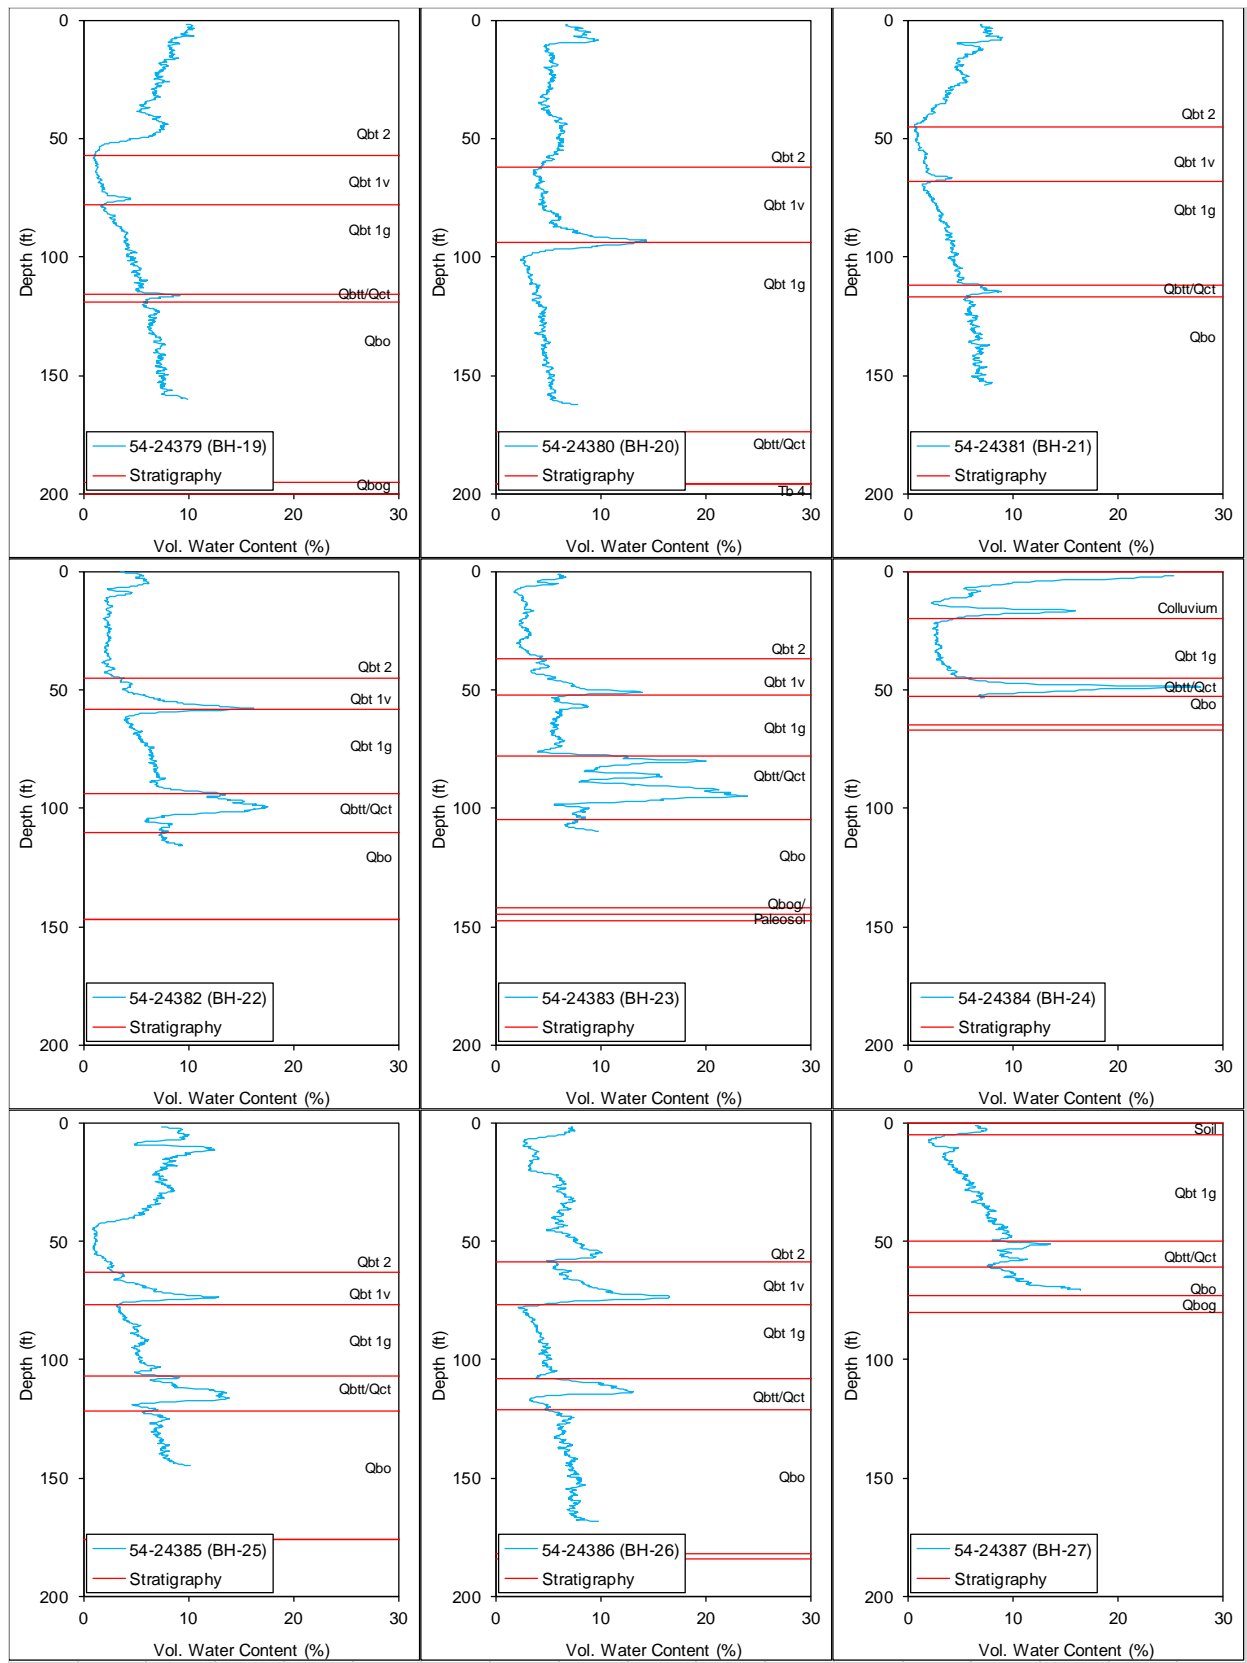 0
Qbt 2
50
Qbt 1v
Qbt 1g
100
Qbtt/Qct
Qbo
150
54-24379 (BH-19)
Stratigraphy
Qbog
200
0 10 20 30
Depth (ft)
Vol. Water Content (%)
0
50
Qbt 2
Qbt 1v
100
Qbt 1g
150
54-24380 (BH-20)
Qbtt/Qct
Stratigraphy
Tb 4
200
0 10 20 30
Depth (ft)
Vol. Water Content (%)
0
Qbt 2
50
Qbt 1v
Qbt 1g
100
Qbtt/Qct
Qbo
150
54-24381 (BH-21)
Stratigraphy
200
0 10 20 30
Depth (ft)
Vol. Water Content (%)
0
Qbt 2
50
Qbt 1v
Qbt 1g
100
Qbtt/Qct
Qbo
150
54-24382 (BH-22)
Stratigraphy
200
0 10 20 30
Depth (ft)
Vol. Water Content (%)
0
Qbt 2
Qbt 1v
50
Qbt 1g
Qbtt/Qct
100
Qbo
Qbog/
Paleosol
150
54-24383 (BH-23)
Stratigraphy
200
0 10 20 30
Depth (ft)
Vol. Water Content (%)
0
Colluvium
Qbt 1g
50
Qbtt/Qct
Qbo
100
150
54-24384 (BH-24)
Stratigraphy
200
0 10 20 30
Depth (ft)
Vol. Water Content (%)
0
50
Qbt 2
Qbt 1v
Qbt 1g
100
Qbtt/Qct
Qbo
150
54-24385 (BH-25)
Stratigraphy
200
0 10 20 30
Depth (ft)
Vol. Water Content (%)
0
50
Qbt 2
Qbt 1v
Qbt 1g
100
Qbtt/Qct
Qbo
150
54-24386 (BH-26)
Stratigraphy
200
0 10 20 30
Depth (ft)
Vol. Water Content (%)
0
Soil
Qbt 1g
50
Qbtt/Qct
Qbo
Qbog
100
150
54-24387 (BH-27)
Stratigraphy
200
0 10 20 30
Depth (ft)
Vol. Water Content (%)